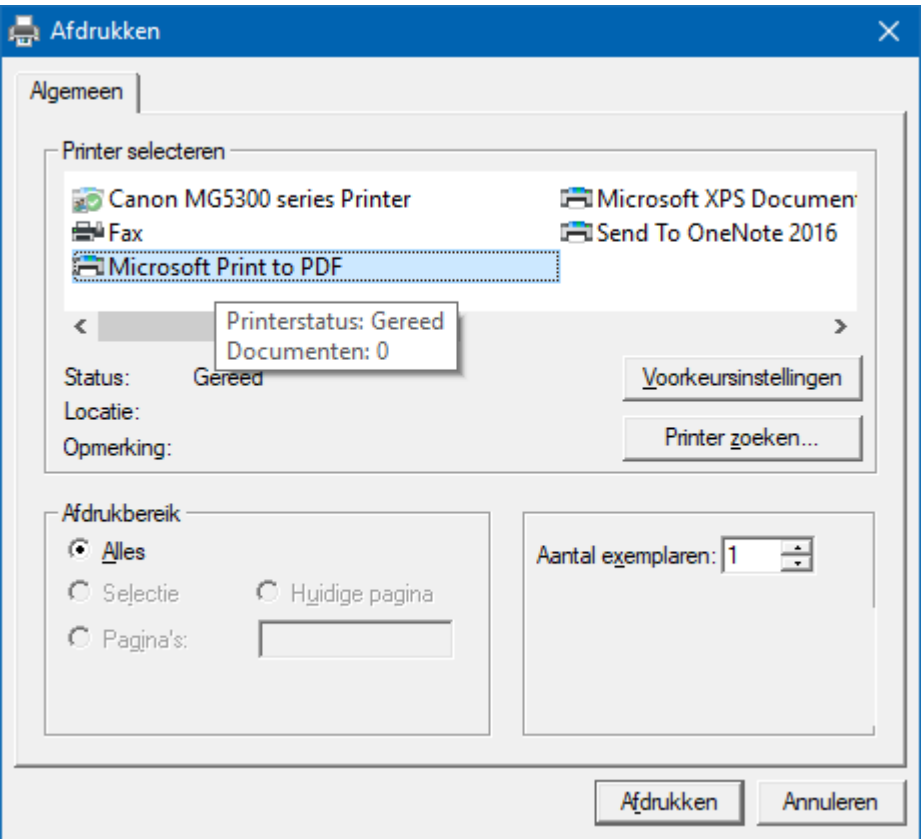 Afdrukken
Algemeen
Printer selecteren
Canon MG5300 series Printer
Fax
Microsoft Print to PDF
Microsoft XPS Documen
Send To OneNote 2016
Printerstatus: Gereed
Documenten: 0
Status: Gereed
Locatie:
Opmerking:
Voorkeursinstellingen
Printer zoeken...
Afdrukbereik
Alles
Selectie
Huidige pagina
Pagina's:
Aantal exemplaren: 1
Afdrukken
Annuleren